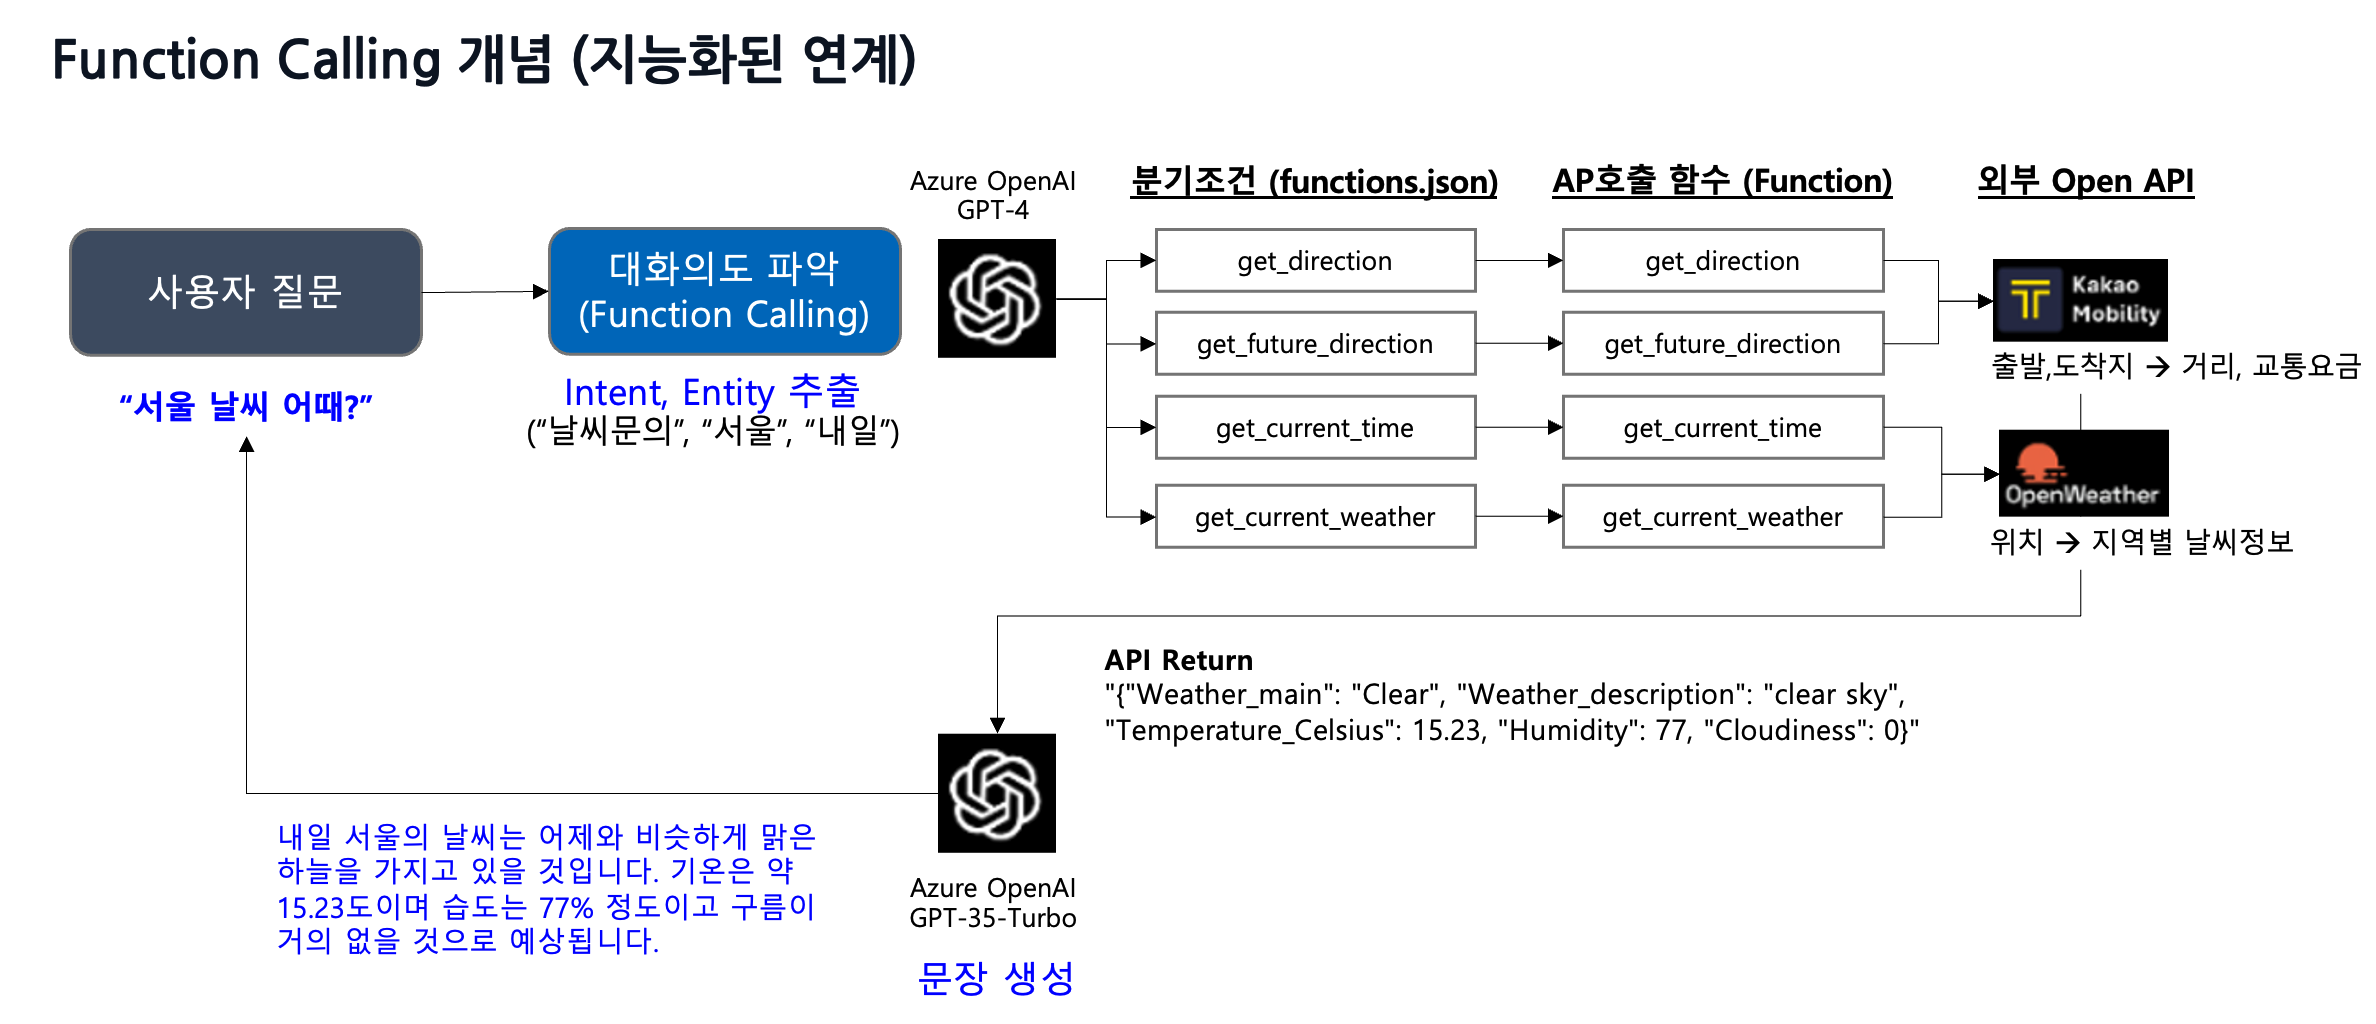 Function Calling 개념 (지능화된 연계)
사용자 질문
“서울 날씨 어때?”
대화의도 파악
(Function Calling)
Intent, Entity 추출
(“날씨문의”, “서울”, “내일”)
Azure OpenAI
GPT-4
분기조건 (functions.json)
get_direction
get_future_direction
get_current_time
get_current_weather
AP호출 함수 (Function)
get_direction
get_future_direction
get_current_time
get_current_weather
외부 Open API
Kakao
Mobility
출발,도착지 → 거리, 교통요금
OpenWeather
위치 → 지역별 날씨정보
API Return
"{"Weather_main": "Clear", "Weather_description": "clear sky",
"Temperature_Celsius": 15.23, "Humidity": 77, "Cloudiness": 0}"
Azure OpenAI
GPT-35-Turbo
문장 생성
내일 서울의 날씨는 어제와 비슷하게 맑은
하늘을 가지고 있을 것입니다. 기온은 약
15.23도이며 습도는 77% 정도이고 구름이
거의 없을 것으로 예상됩니다.